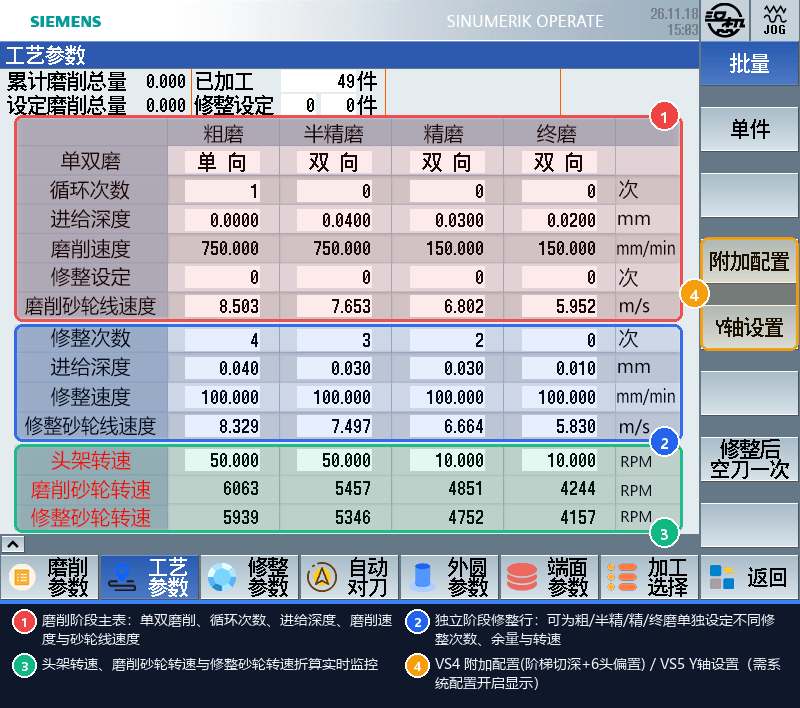 SIEMENS
SINUMERIK OPERATE
26.11.18
15:03
JOG
工艺参数
批量
累计磨削总量 0.000 已加工 49件
设定磨削总量 0.000 修整设定 0 0件
1
粗磨 半精磨 精磨 终磨
单件
单双磨 单 向 双 向 双 向 双 向
循环次数 1 0 0 0 次
进给深度 0.0000 0.0400 0.0300 0.0200 mm
磨削速度 750.000 750.000 150.000 150.000 mm/min
附加配置
修整设定 0 0 0 0 次
4
磨削砂轮线速度 8.503 7.653 6.802 5.952 m/s
Y轴设置
修整次数 4 3 2 0 次
进给深度 0.040 0.030 0.030 0.010 mm
修整速度 100.000 100.000 100.000 100.000 mm/min
修整砂轮线速度 8.329 7.497 6.664 5.830 m/s
2
修整后
空刀一次
头架转速 50.000 50.000 10.000 10.000 RPM
磨削砂轮转速 6063 5457 4851 4244 RPM
修整砂轮转速 5939 5346 4752 4157 RPM
3
磨削
参数
工艺
参数
修整
参数
自动
对刀
外圆
参数
端面
参数
加工
选择
返回
1 磨削阶段主表：单双磨削、循环次数、进给深度、磨削速
度与砂轮线速度
2 独立阶段修整行：可为粗/半精/精/终磨单独设定不同修
整次数、余量与转速
3 头架转速、磨削砂轮转速与修整砂轮转速折算实时监控
4 VS4 附加配置(阶梯切深+6头偏置) / VS5 Y轴设置（需系
统配置开启显示）